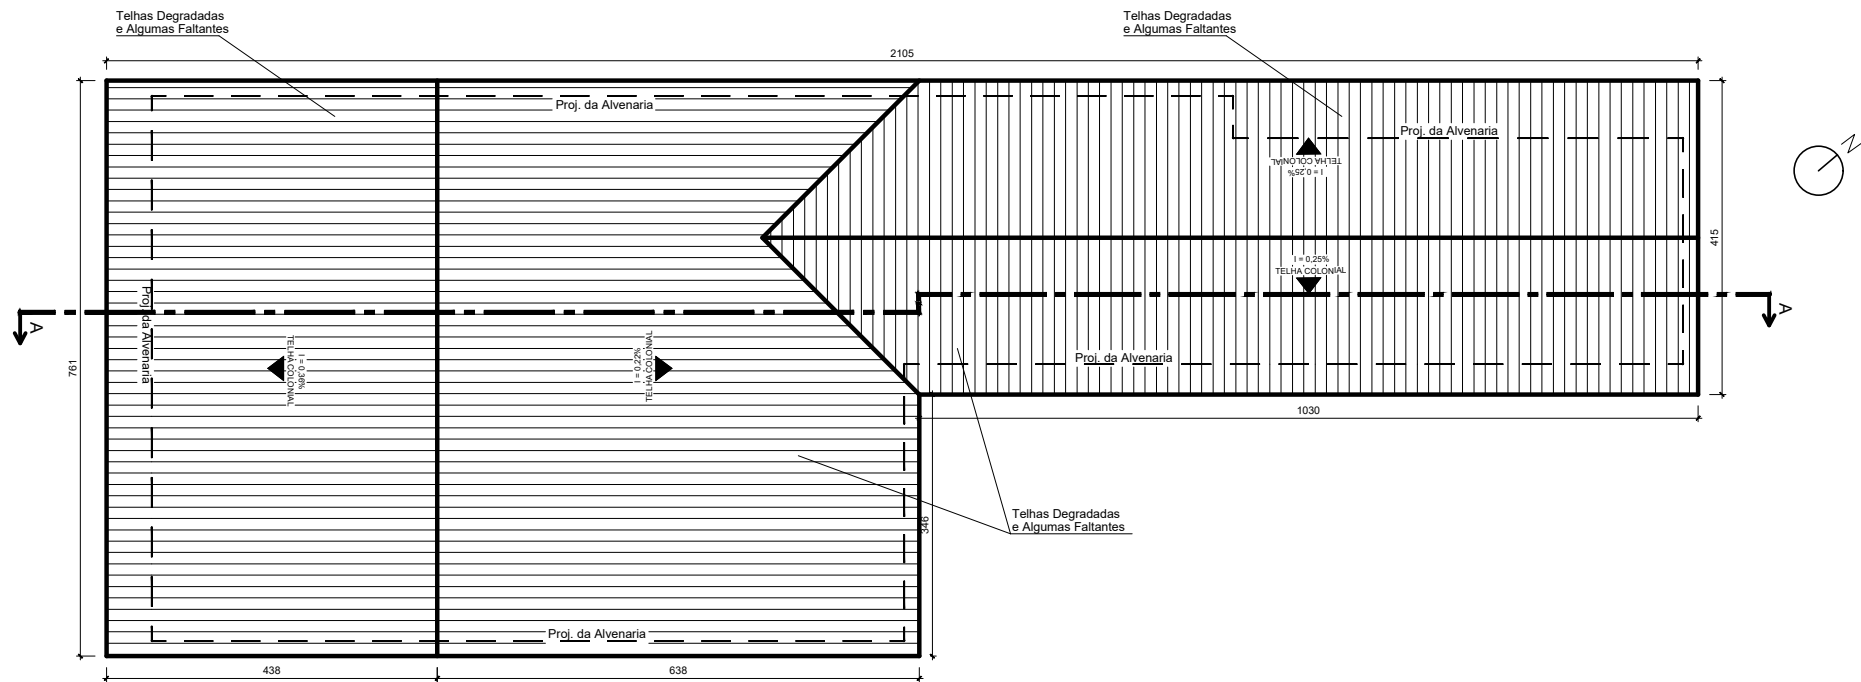 Telhas Degradadas
e Algumas Faltantes
Telhas Degradadas
e Algumas Faltantes
2105
Proj. da Alvenaria
Proj. da Alvenaria
N
TELHA COLONIAL
I = 0,25%
415
I = 0,25%
TELHA COLONIAL
A
A
Proj. da Alvenaria
761
TELHA COLONIAL
I = 0,36%
I = 0,22%
TELHA COLONIAL
Proj. da Alvenaria
1030
Telhas Degradadas
e Algumas Faltantes
346
Proj. da Alvenaria
438
638